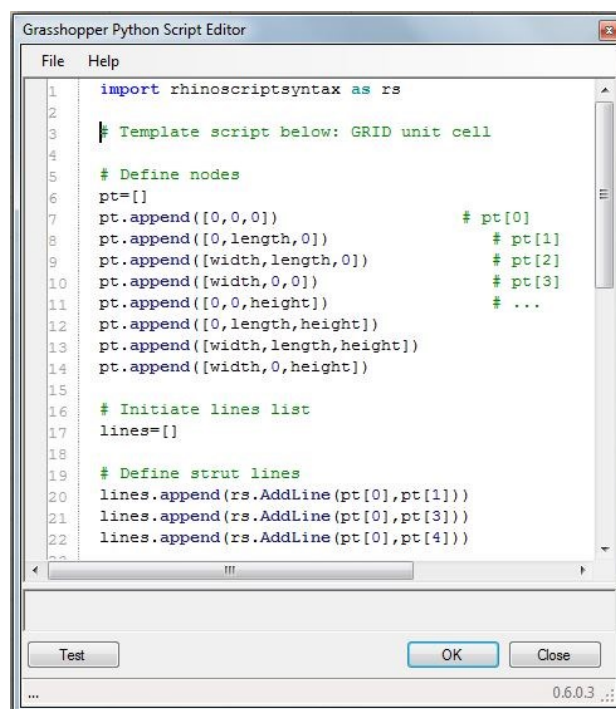 Grasshopper Python Script Editor
File Help
1 import rhinoscriptsyntax as rs
2
3 # Template script below: GRID unit cell
4
5 # Define nodes
6 pt=[]
7 pt.append([0,0,0]) # pt[0]
8 pt.append([0,length,0]) # pt[1]
9 pt.append([width,length,0]) # pt[2]
10 pt.append([width,0,0]) # pt[3]
11 pt.append([0,0,height]) # ...
12 pt.append([0,length,height])
13 pt.append([width,length,height])
14 pt.append([width,0,height])
15
16 # Initiate lines list
17 lines=[]
18
19 # Define strut lines
20 lines.append(rs.AddLine(pt[0],pt[1]))
21 lines.append(rs.AddLine(pt[0],pt[3]))
22 lines.append(rs.AddLine(pt[0],pt[4]))
Test OK Close
... 0.6.0.3